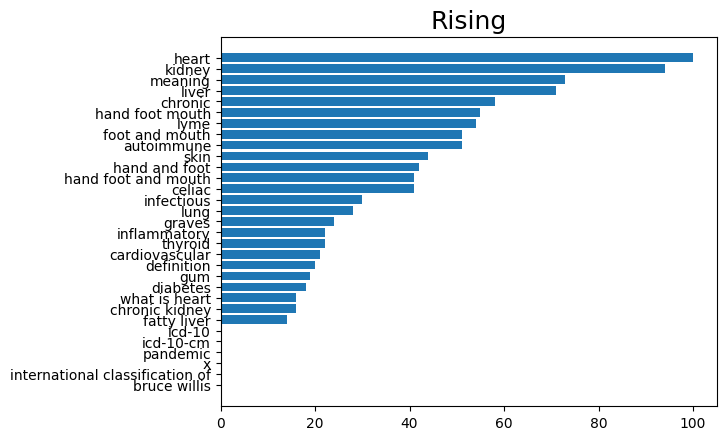 Rising
heart
kidney
meaning
liver
chronic
hand foot mouth
lyme
foot and mouth
autoimmune
skin
hand and foot
hand foot and mouth
celiac
infectious
lung
graves
inflammatory
thyroid
cardiovascular
definition
gum
diabetes
what is heart
chronic kidney
fatty liver
icd-10
icd-10-cm
pandemic
x
international classification of
bruce willis
0 20 40 60 80 100